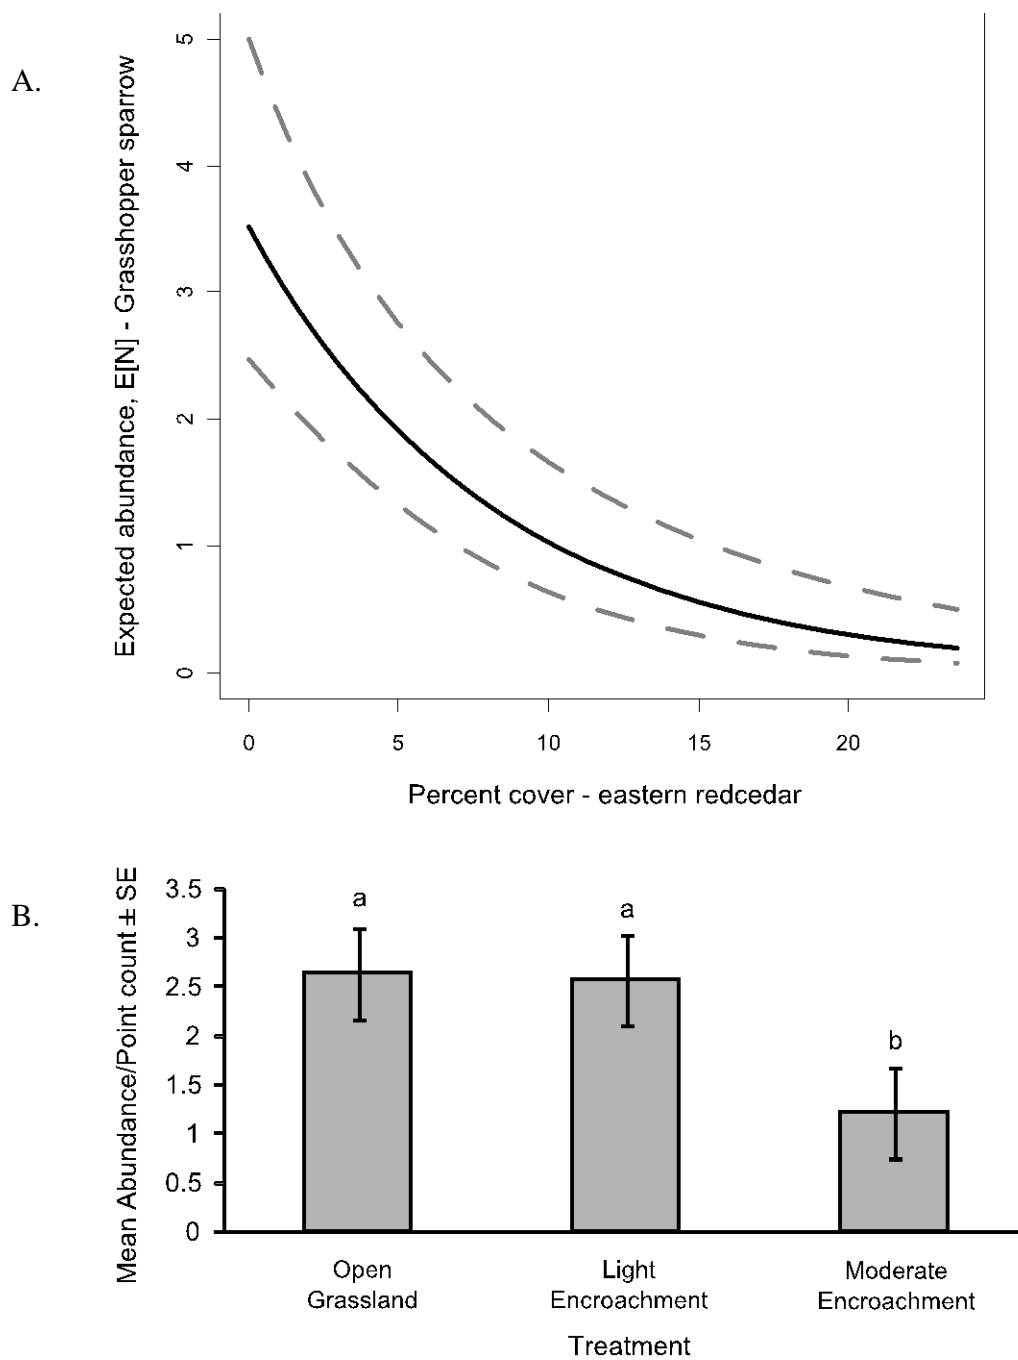 A.
Expected abundance, E[N] - Grasshopper sparrow
5
4
3
2
1
0
0 5 10 15 20
Percent cover - eastern redcedar
B.
Mean Abundance/Point count ± SE
3.5
3
2.5
2
1.5
1
0.5
0
a a b
Open Grassland
Light Encroachment
Moderate Encroachment
Treatment